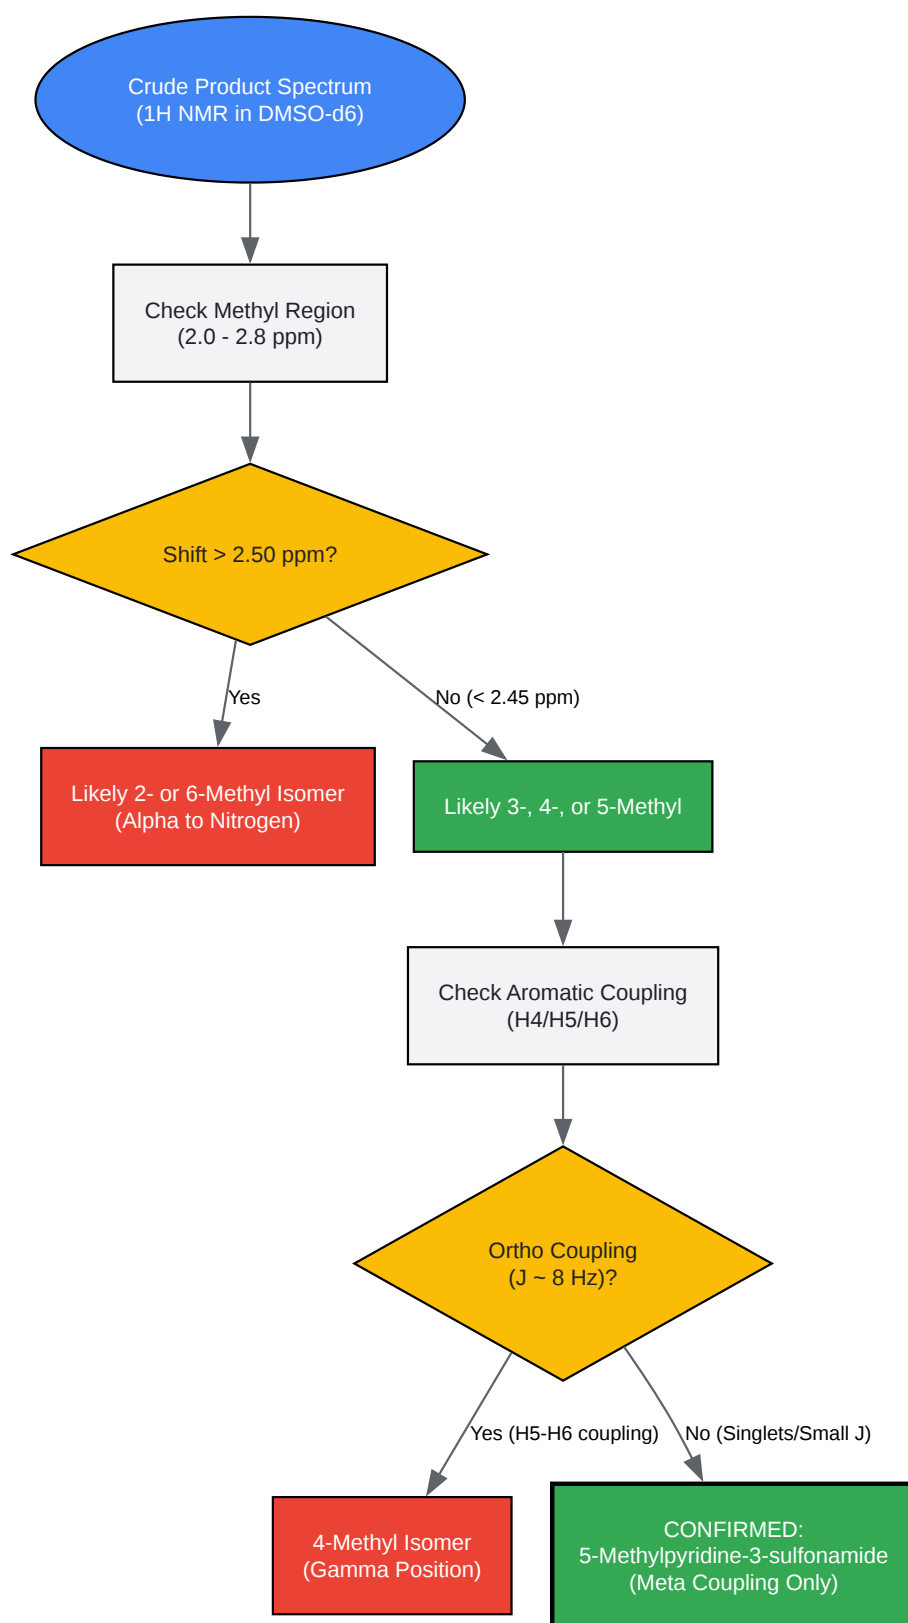 Crude Product Spectrum
(1H NMR in DMSO-d6)
Check Methyl Region
(2.0 - 2.8 ppm)
Shift > 2.50 ppm?
Yes
No (< 2.45 ppm)
Likely 2- or 6-Methyl Isomer
(Alpha to Nitrogen)
Likely 3-, 4-, or 5-Methyl
Check Aromatic Coupling
(H4/H5/H6)
Ortho Coupling
(J ~ 8 Hz)?
Yes (H5-H6 coupling)
No (Singlets/Small J)
4-Methyl Isomer
(Gamma Position)
CONFIRMED:
5-Methylpyridine-3-sulfonamide
(Meta Coupling Only)